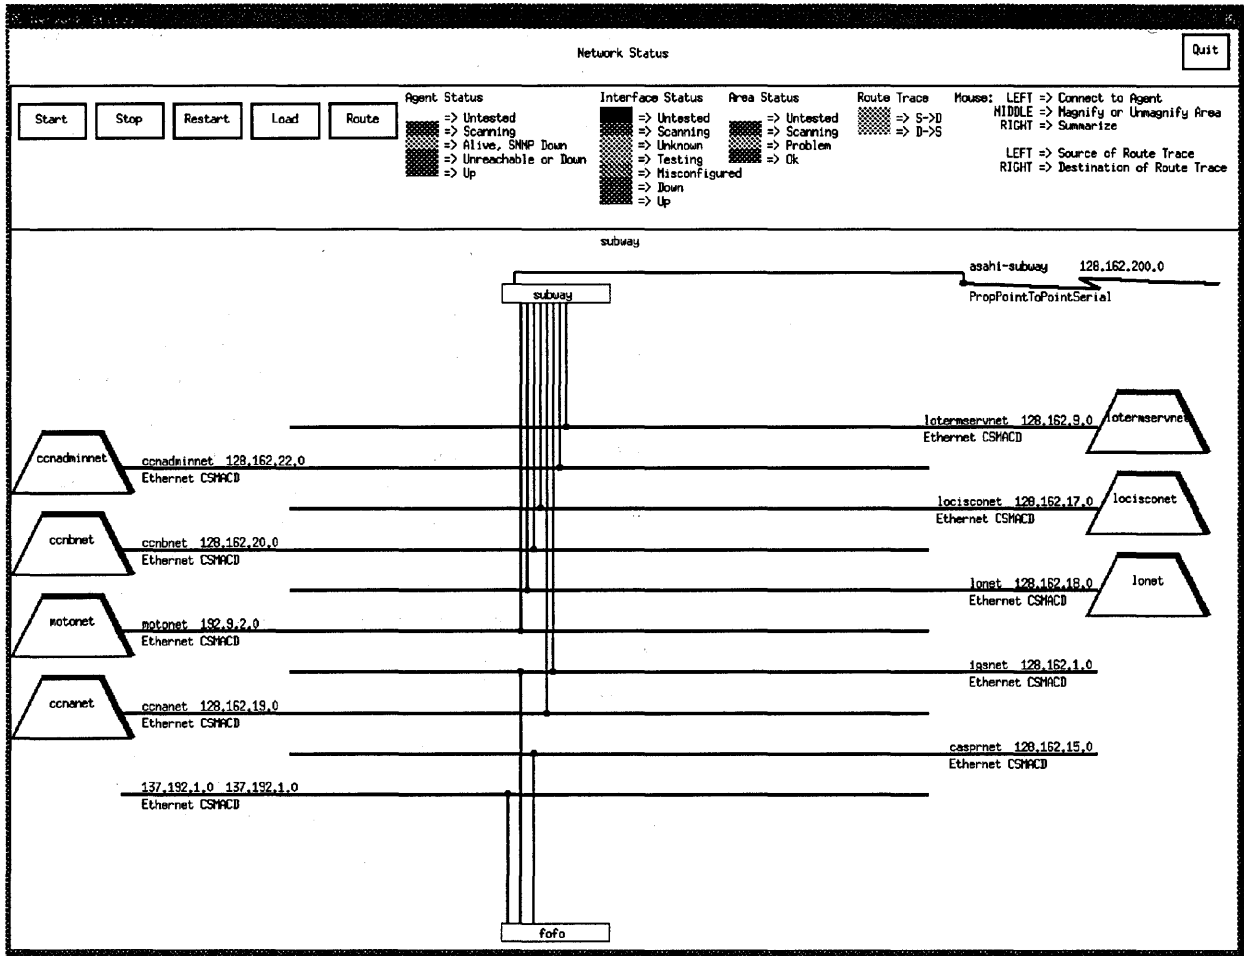 Network Status
Quit
Start
Stop
Restart
Load
Route
Agent Status
=> Untested
=> Scanning
=> Alive, SNMP Down
=> Unreachable or Down
=> Up
Interface Status
=> Untested
=> Scanning
=> Unknown
=> Testing
=> Misconfigured
=> Down
=> Up
Area Status
=> Untested
=> Scanning
=> Problem
=> Ok
Route Trace
=> S->D
=> D->S
Mouse: LEFT => Connect to Agent
MIDDLE => Magnify or Unmagnify Area
RIGHT => Summarize
LEFT => Source of Route Trace
RIGHT => Destination of Route Trace
subway
asahi-subway 128.162.200.0
PropPointToPointSerial
subway
lotermservnet 128.162.9.0
Ethernet CSMACD
lotermservnet
ccnadminnet
ccnadminnet 128.162.22.0
Ethernet CSMACD
locisconet 128.162.17.0
Ethernet CSMACD
locisconet
ccnbnet
ccnbnet 128.162.20.0
Ethernet CSMACD
lonet 128.162.18.0
Ethernet CSMACD
lonet
motonet
motonet 192.9.2.0
Ethernet CSMACD
igsnet 128.162.1.0
Ethernet CSMACD
ccnanet
ccnanet 128.162.19.0
Ethernet CSMACD
casprnet 128.162.15.0
Ethernet CSMACD
137.192.1.0 137.192.1.0
Ethernet CSMACD
fofo